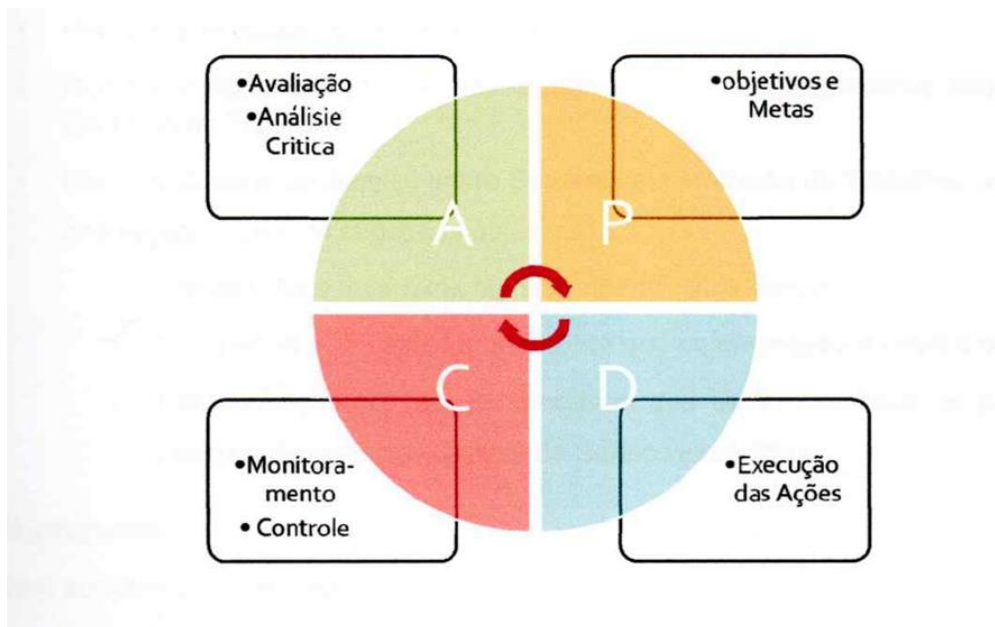 •Avaliação
•Análisie
Critica
•objetivos e
Metas
A
P
C
D
•Monitora-
mento
• Controle
•Execução
das Ações